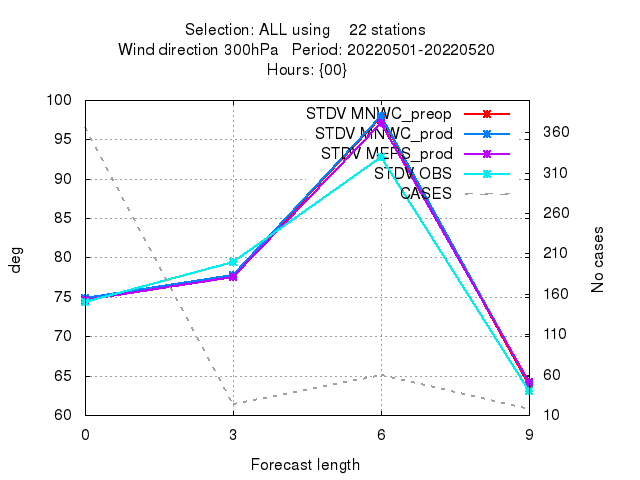 Selection: ALL using 22 stations
Wind direction 300hPa Period: 20220501-20220520
Hours: {00}
STDV MNWC_preop
STDV MNWC_prod
STDV MEPS_prod
STDV OBS
CASES
100
95
90
85
80
75
70
65
60
deg
360
310
260
210
160
110
60
10
No cases
0 3 6 9
Forecast length